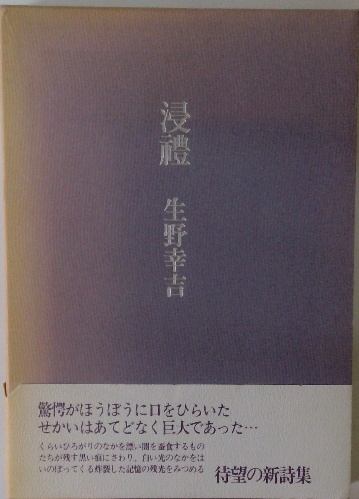 浸禮
生野幸吉
驚愕がほうぼうに口をひらいた
せかいはあてどなく巨大であった…
くらいひろがりのなかを漂い闇を蚕食するもの
たちが残す黒い痕にさわり、白い光のなかをは
いのぼってくる炸裂した記憶の残光をみつめる
待望の新詩集